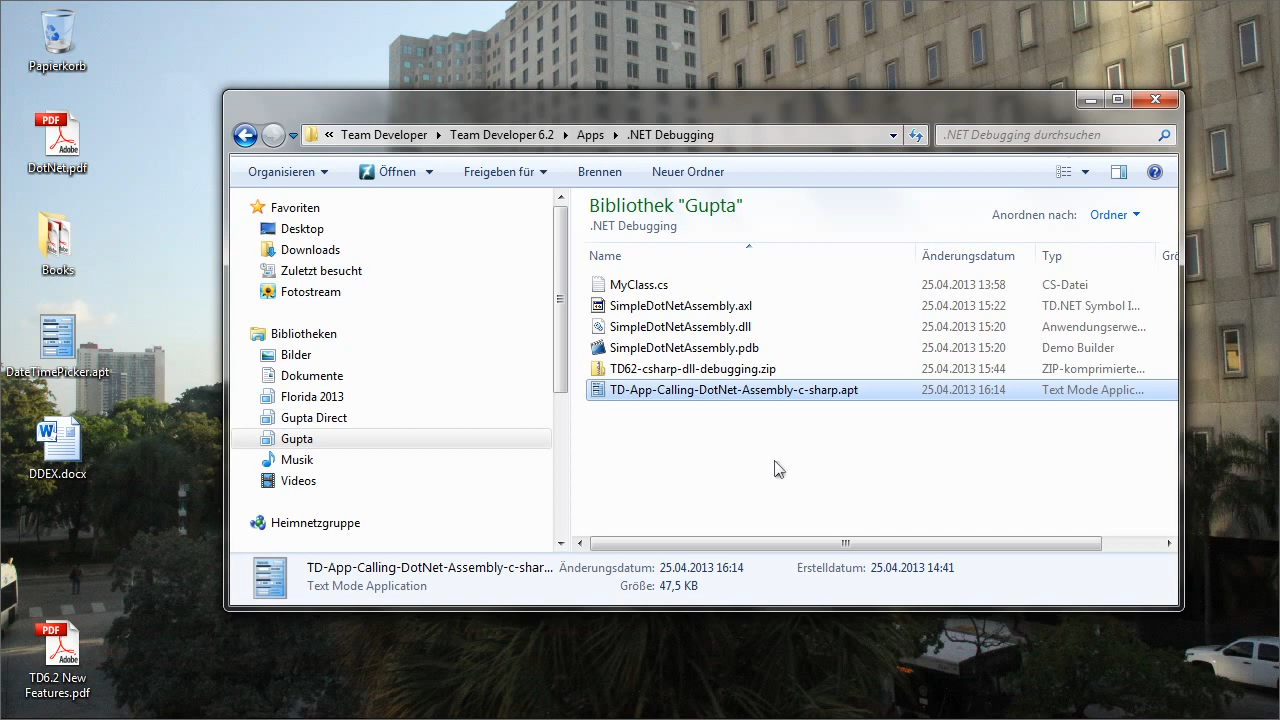 Papierkorb
PDF
Adobe
DotNet.pdf
Books
DateTimePicker.apt
W
DDEX.docx
PDF
Adobe
TD6.2 New
Features.pdf
« Team Developer ▸ Team Developer 6.2 ▸ Apps ▸ .NET Debugging
.NET Debugging durchsuchen
Organisieren Öffnen Freigeben für Brennen Neuer Ordner
Favoriten
Desktop
Downloads
Zuletzt besucht
Fotostream
Bibliotheken
Bilder
Dokumente
Florida 2013
Gupta Direct
Gupta
Musik
Videos
Heimnetzgruppe
Bibliothek "Gupta"
.NET Debugging
Anordnen nach: Ordner
Name Änderungsdatum Typ Grö
MyClass.cs 25.04.2013 13:58 CS-Datei
SimpleDotNetAssembly.axl 25.04.2013 15:22 TD.NET Symbol I...
SimpleDotNetAssembly.dll 25.04.2013 15:20 Anwendungserwe...
SimpleDotNetAssembly.pdb 25.04.2013 15:20 Demo Builder
TD62-csharp-dll-debugging.zip 25.04.2013 15:44 ZIP-komprimierte...
TD-App-Calling-DotNet-Assembly-c-sharp.apt 25.04.2013 16:14 Text Mode Applic...
TD-App-Calling-DotNet-Assembly-c-shar... Änderungsdatum: 25.04.2013 16:14 Erstelldatum: 25.04.2013 14:41
Text Mode Application Größe: 47,5 KB